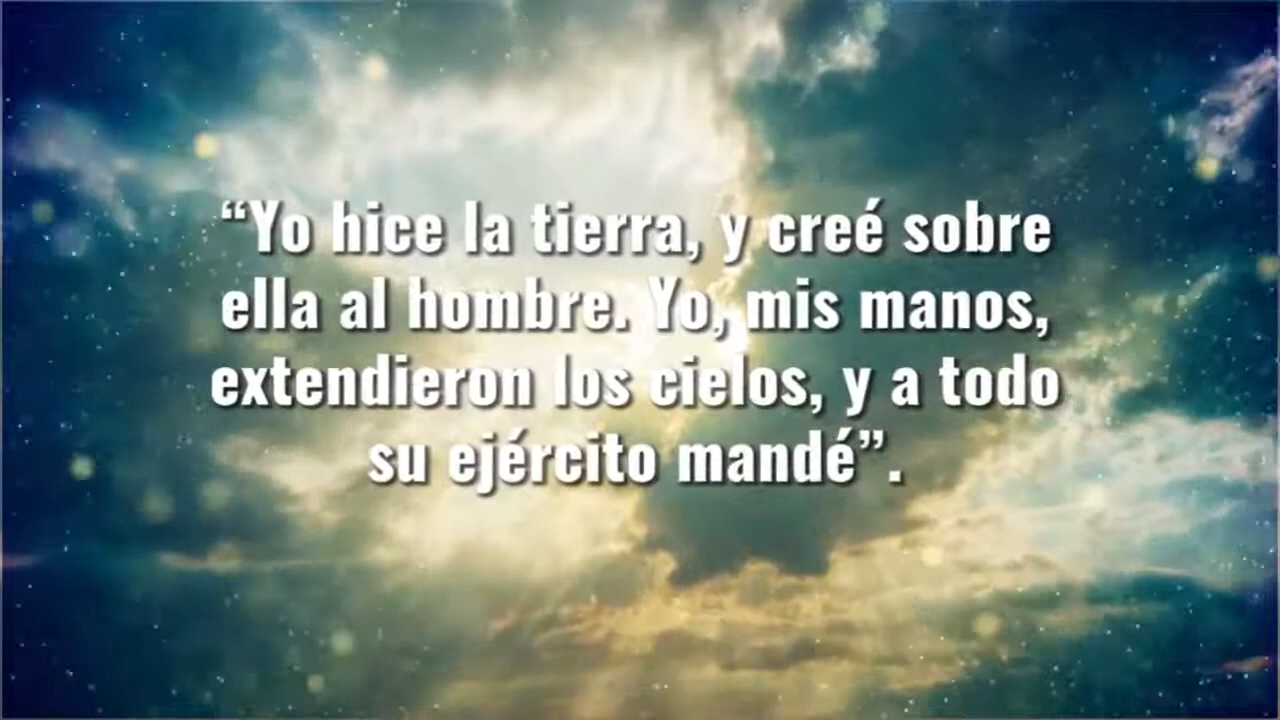 “Yo hice la tierra, y creé sobre
ella al hombre. Yo, mis manos,
extendieron los cielos, y a todo
su ejército mandé”.